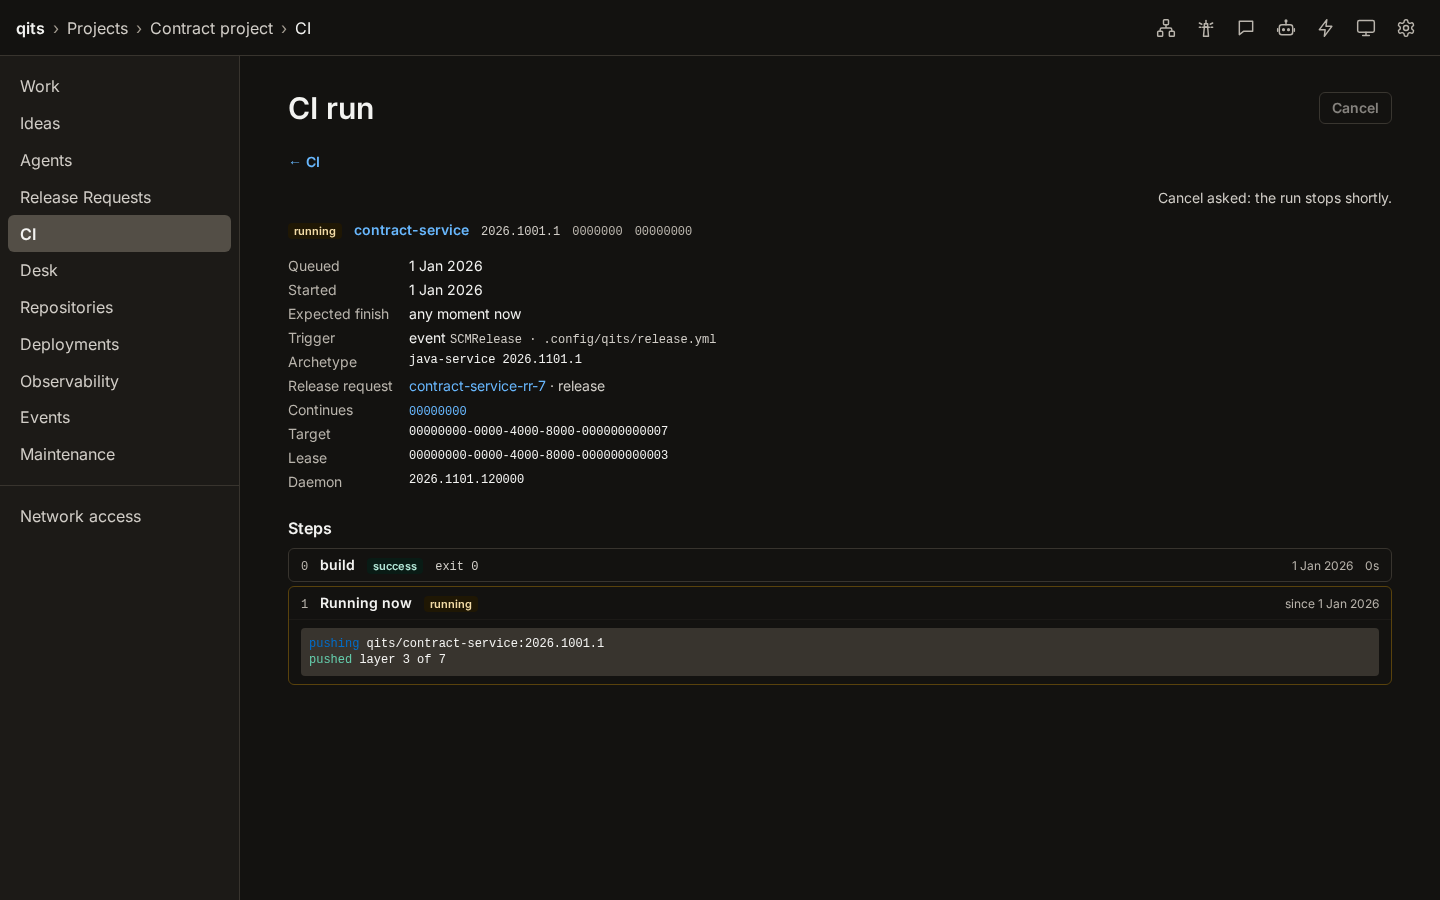 qits › Projects › Contract project › CI
Work
Ideas
Agents
Release Requests
CI
Desk
Repositories
Deployments
Observability
Events
Maintenance
Network access
CI run
Cancel
← CI
Cancel asked: the run stops shortly.
running contract-service 2026.1001.1 0000000 00000000
Queued 1 Jan 2026
Started 1 Jan 2026
Expected finish any moment now
Trigger event SCMRelease · .config/qits/release.yml
Archetype java-service 2026.1101.1
Release request contract-service-rr-7 · release
Continues 00000000
Target 00000000-0000-4000-8000-000000000007
Lease 00000000-0000-4000-8000-000000000003
Daemon 2026.1101.120000
Steps
0 build success exit 0 1 Jan 2026 0s
1 Running now running since 1 Jan 2026
pushing qits/contract-service:2026.1001.1
pushed layer 3 of 7